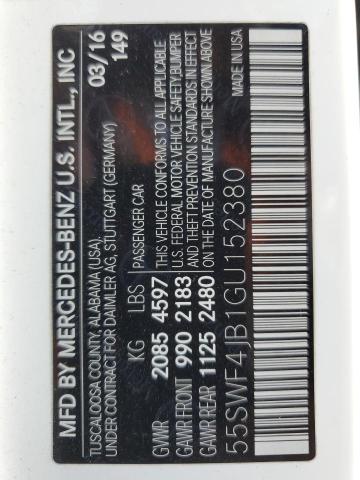 MFD BY MERCEDES-BENZ U.S. INTL., INC
TUSCALOOSA COUNTY, ALABAMA (USA), 03/16
UNDER CONTRACT FOR DAIMLER AG, STUTTGART (GERMANY) 149
KG LBS PASSENGER CAR
GVWR 2085 4597 THIS VEHICLE CONFORMS TO ALL APPLICABLE
GAWR FRONT 990 2183 U.S. FEDERAL MOTOR VEHICLE SAFETY,BUMPER
AND THEFT PREVENTION STANDARDS IN EFFECT
GAWR REAR 1125 2480 ON THE DATE OF MANUFACTURE SHOWN ABOVE
55SWF4JB1GU152380 MADE IN USA